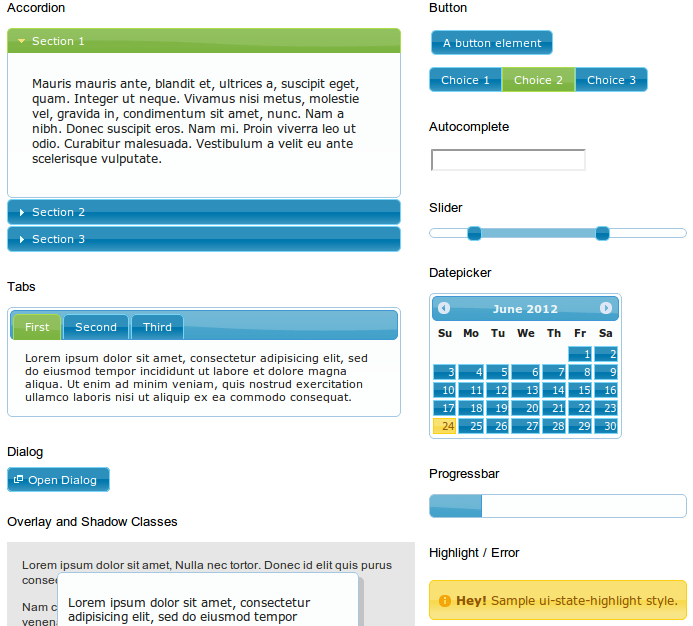 Accordion
Section 1
Mauris mauris ante, blandit et, ultrices a, suscipit eget,
quam. Integer ut neque. Vivamus nisi metus, molestie
vel, gravida in, condimentum sit amet, nunc. Nam a
nibh. Donec suscipit eros. Nam mi. Proin viverra leo ut
odio. Curabitur malesuada. Vestibulum a velit eu ante
scelerisque vulputate.
Section 2
Section 3
Tabs
First Second Third
Lorem ipsum dolor sit amet, consectetur adipisicing elit, sed
do eiusmod tempor incididunt ut labore et dolore magna
aliqua. Ut enim ad minim veniam, quis nostrud exercitation
ullamco laboris nisi ut aliquip ex ea commodo consequat.
Dialog
Open Dialog
Overlay and Shadow Classes
Lorem ipsum dolor sit amet, Nulla nec tortor. Donec id elit quis purus
Lorem ipsum dolor sit amet, consectetur
adipisicing elit, sed do eiusmod tempor
Button
A button element
Choice 1 Choice 2 Choice 3
Autocomplete
Slider
Datepicker
June 2012
Su Mo Tu We Th Fr Sa
1 2
3 4 5 6 7 8 9
10 11 12 13 14 15 16
17 18 19 20 21 22 23
24 25 26 27 28 29 30
Progressbar
Highlight / Error
Hey! Sample ui-state-highlight style.